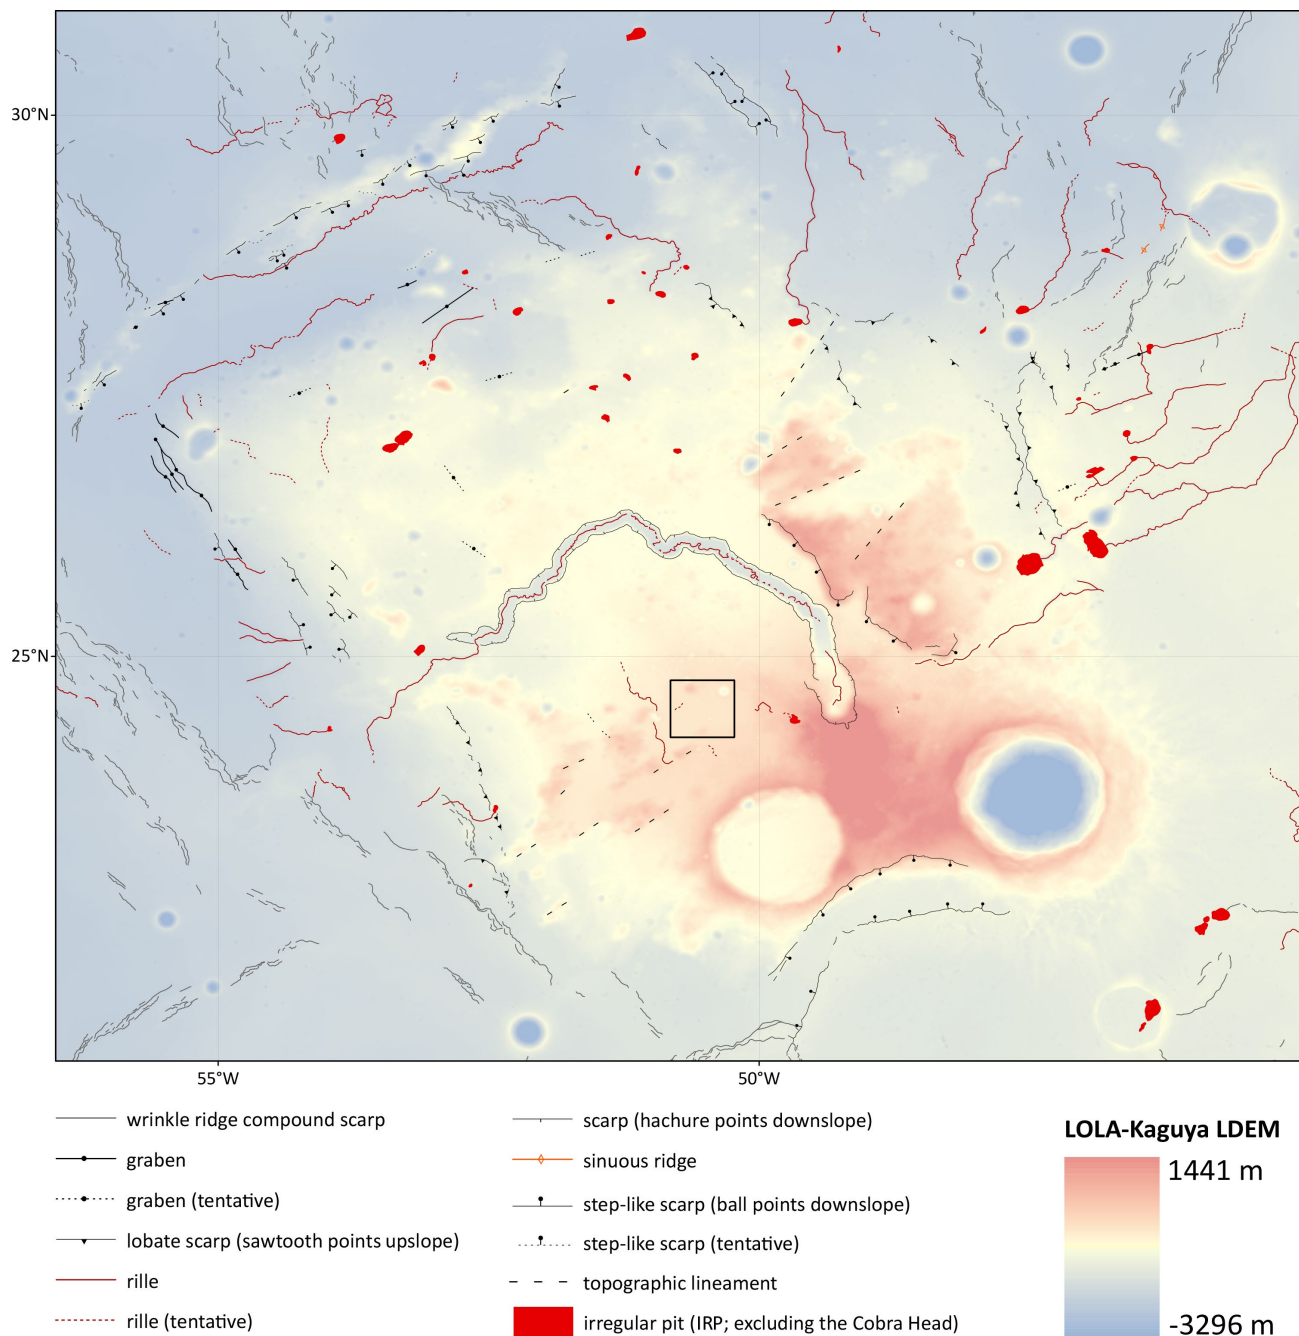 30°N
25°N
55°W
50°W
wrinkle ridge compound scarp
graben
graben (tentative)
lobate scarp (sawtooth points upslope)
rille
rille (tentative)
scarp (hachure points downslope)
sinuous ridge
step-like scarp (ball points downslope)
step-like scarp (tentative)
topographic lineament
irregular pit (IRP; excluding the Cobra Head)
LOLA-Kaguya LDEM
1441 m
-3296 m